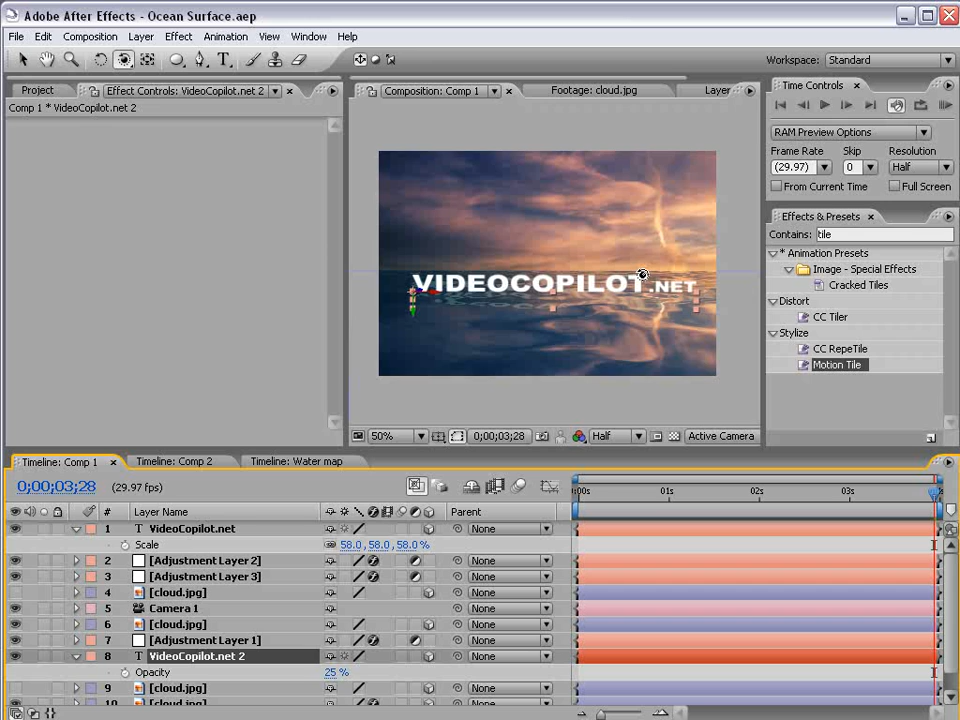 Adobe After Effects - Ocean Surface.aep
File Edit Composition Layer Effect Animation View Window Help
Workspace: Standard
Project Effect Controls: VideoCopilot.net 2 Composition: Comp 1 Footage: cloud.jpg Layer Time Controls
Comp 1 * VideoCopilot.net 2
RAM Preview Options
Frame Rate Skip Resolution
(29.97) 0 Half
From Current Time Full Screen
Effects & Presets
Contains: tile
* Animation Presets
Image - Special Effects
Cracked Tiles
Distort
CC Tiler
Stylize
CC RepeTile
Motion Tile
VIDEOCOPILOT.NET
50% 0;00;03;28 Half Active Camera
Timeline: Comp 1 Timeline: Comp 2 Timeline: Water map
0;00;03;28 (29.97 fps)
:00s 01s 02s 03s
# Layer Name Parent
1 T VideoCopilot.net None
Scale 58.0, 58.0, 58.0%
2 [Adjustment Layer 2] None
3 [Adjustment Layer 3] None
4 [cloud.jpg] None
5 Camera 1 None
6 [cloud.jpg] None
7 [Adjustment Layer 1] None
8 T VideoCopilot.net 2 None
Opacity 25 %
9 [cloud.jpg] None
10 [cloud.jpg] None